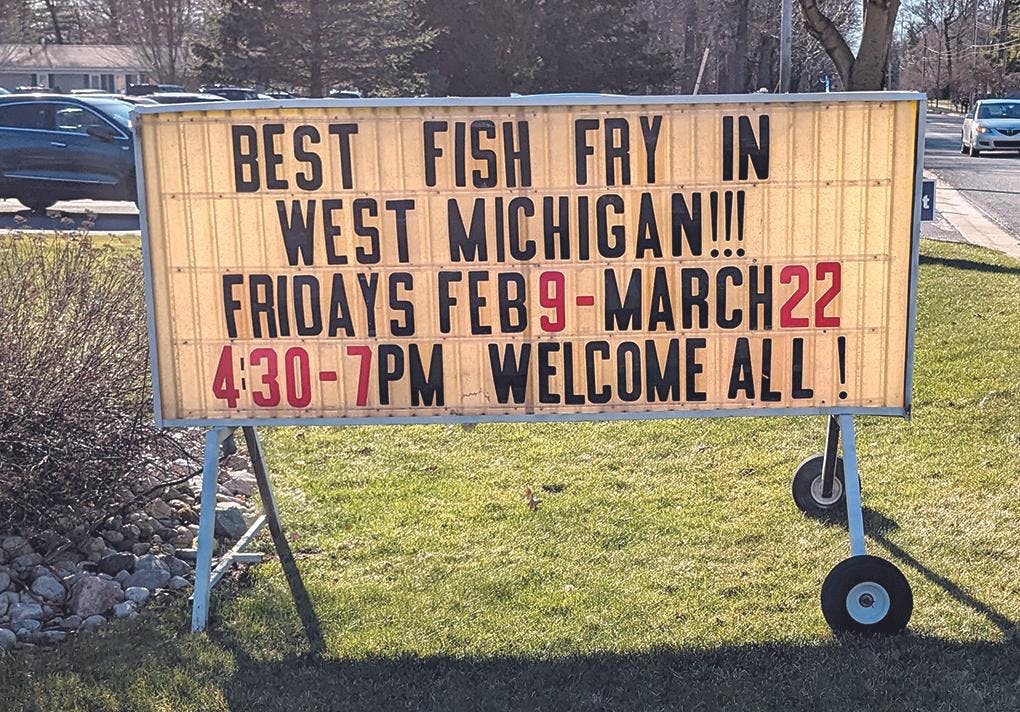 BEST FISH FRY IN
WEST MICHIGAN!!!
FRIDAYS FEB 9-MARCH 22
4:30-7PM WELCOME ALL!